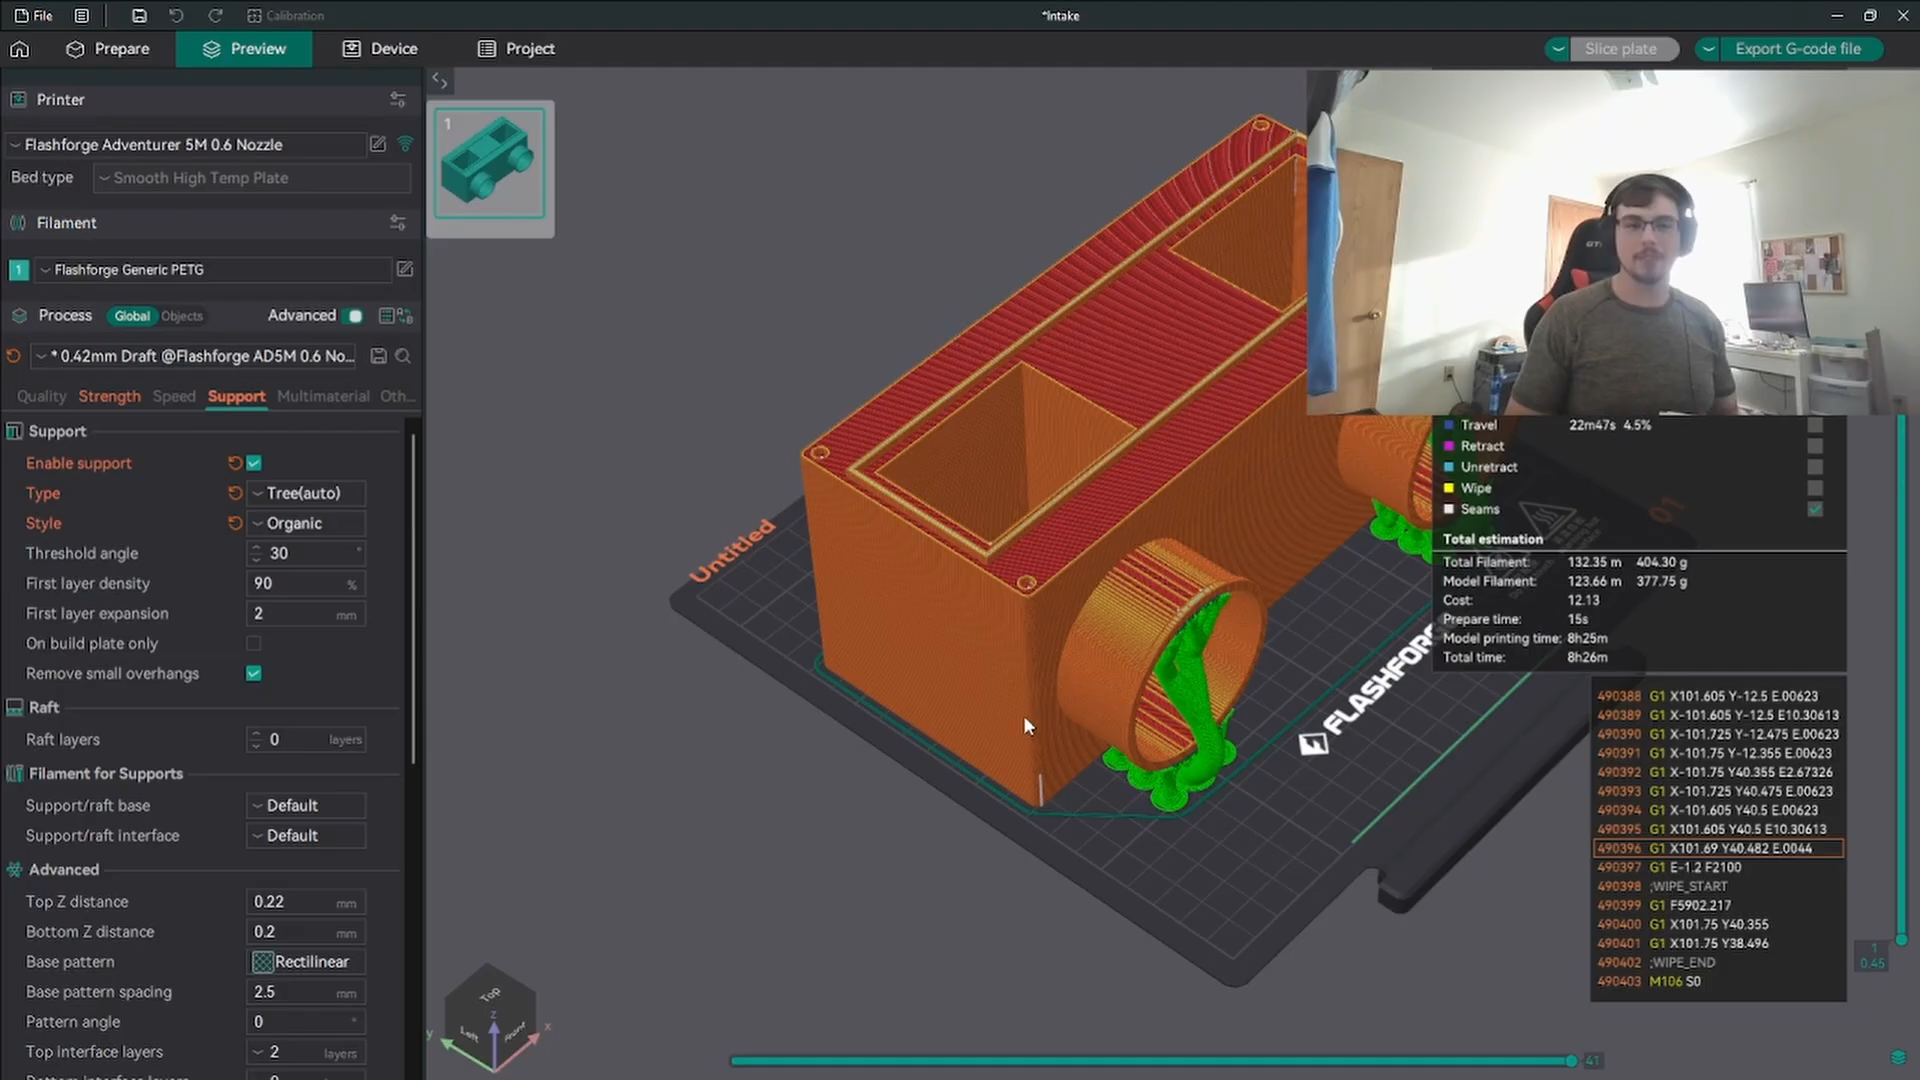 File
Calibration
*Intake
Prepare
Preview
Device
Project
Slice plate
Export G-code file
Printer
Flashforge Adventurer 5M 0.6 Nozzle
Bed type
Smooth High Temp Plate
Filament
1
Flashforge Generic PETG
Process
Global
Objects
Advanced
* 0.42mm Draft @Flashforge AD5M 0.6 No...
Quality
Strength
Speed
Support
Multimaterial
Oth...
Support
Enable support
Type
Tree(auto)
Style
Organic
Threshold angle
30 °
First layer density
90 %
First layer expansion
2 mm
On build plate only
Remove small overhangs
Raft
Raft layers
0 layers
Filament for Supports
Support/raft base
Default
Support/raft interface
Default
Advanced
Top Z distance
0.22 mm
Bottom Z distance
0.2 mm
Base pattern
Rectilinear
Base pattern spacing
2.5 mm
Pattern angle
0 °
Top interface layers
2 layers
1
Untitled
FLASHFORG
01
Top
Left
Front
z
y
x
GT
Travel 22m47s 4.5%
Retract
Unretract
Wipe
Seams
Total estimation
Total Filament: 132.35 m 404.30 g
Model Filament: 123.66 m 377.75 g
Cost: 12.13
Prepare time: 15s
Model printing time: 8h25m
Total time: 8h26m
490388 G1 X101.605 Y-12.5 E.00623
490389 G1 X-101.605 Y-12.5 E10.30613
490390 G1 X-101.725 Y-12.475 E.00623
490391 G1 X-101.75 Y-12.355 E.00623
490392 G1 X-101.75 Y40.355 E2.67326
490393 G1 X-101.725 Y40.475 E.00623
490394 G1 X-101.605 Y40.5 E.00623
490395 G1 X101.605 Y40.5 E10.30613
490396 G1 X101.69 Y40.482 E.0044
490397 G1 E-1.2 F2100
490398 ;WIPE_START
490399 G1 F5902.217
490400 G1 X101.75 Y40.355
490401 G1 X101.75 Y38.496
490402 ;WIPE_END
490403 M106 S0
1
0.45
41